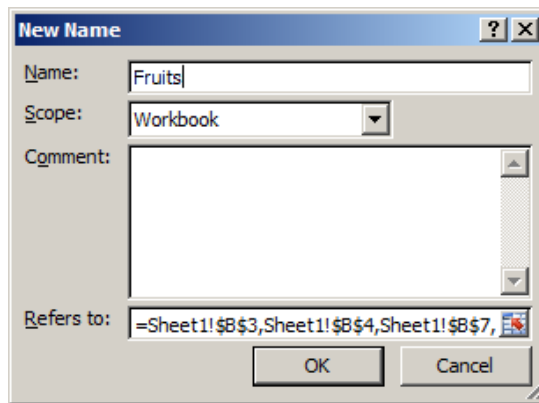 New Name
Name: Fruits
Scope: Workbook
Comment:
Refers to: =Sheet1!$B$3,Sheet1!$B$4,Sheet1!$B$7,
OK Cancel